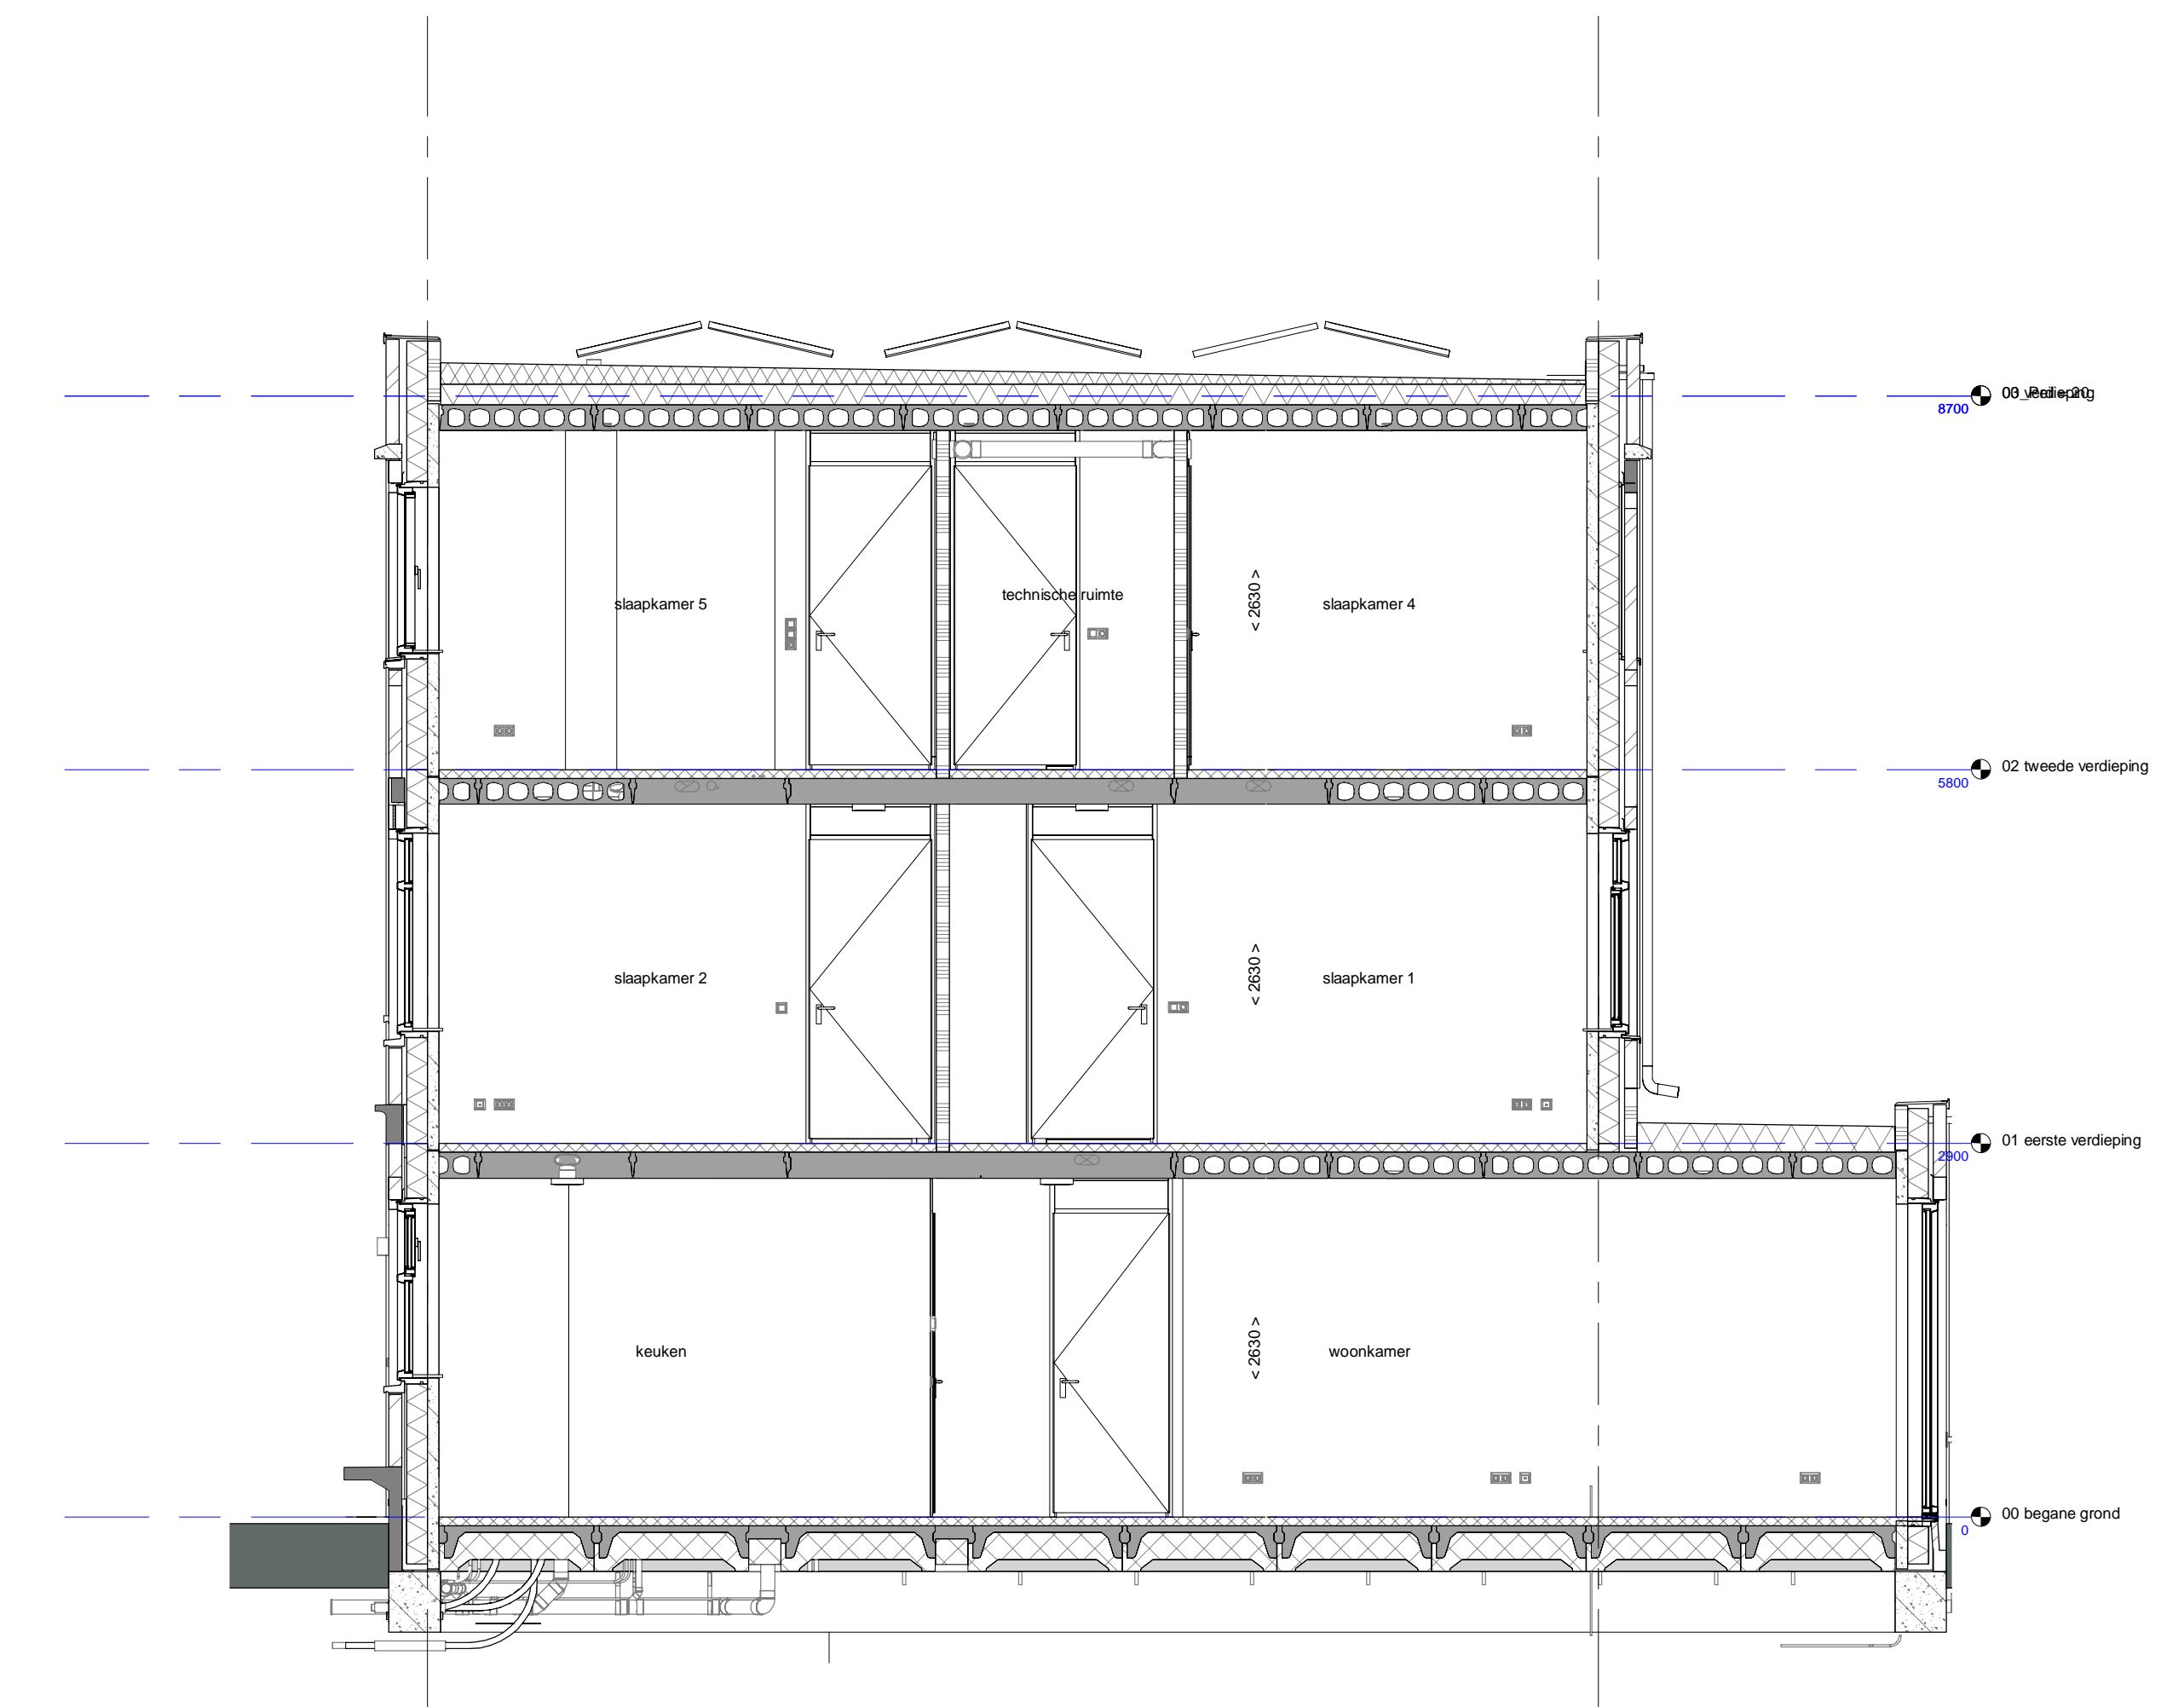 8700
slaapkamer 5
technische ruimte
< 2630 >
slaapkamer 4
02 tweede verdieping
5800
slaapkamer 2
< 2630 >
slaapkamer 1
01 eerste verdieping
2900
keuken
< 2630 >
woonkamer
00 begane grond
0